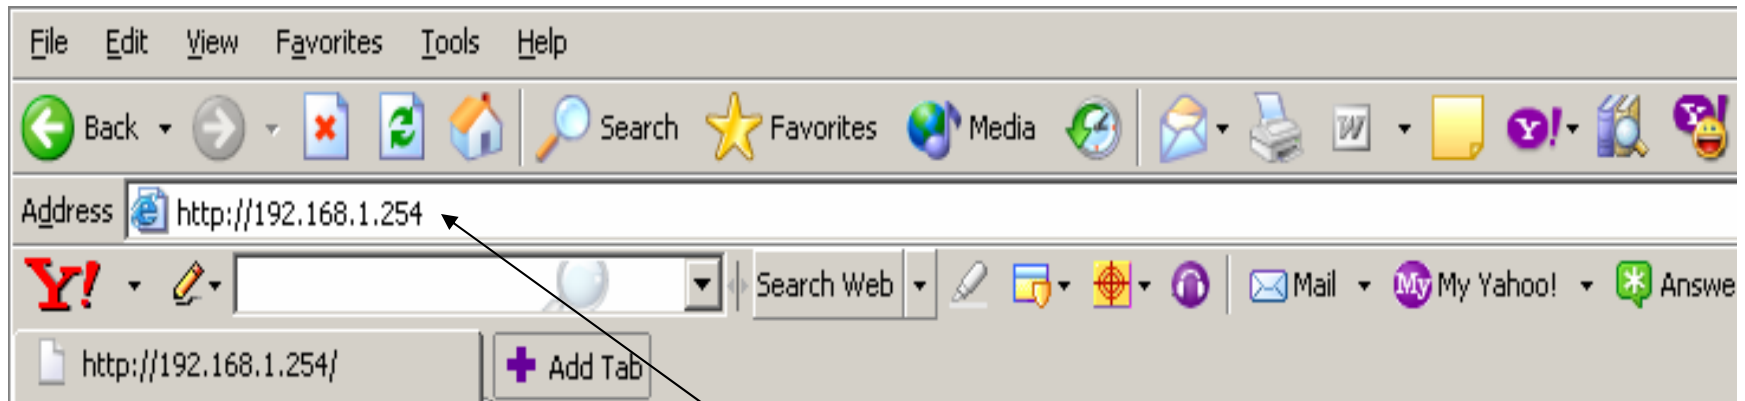 File Edit View Favorites Tools Help
Back Search Favorites Media W Y!
Address http://192.168.1.254
Y! Search Web Mail My My Yahoo! Answe
http://192.168.1.254/ Add Tab